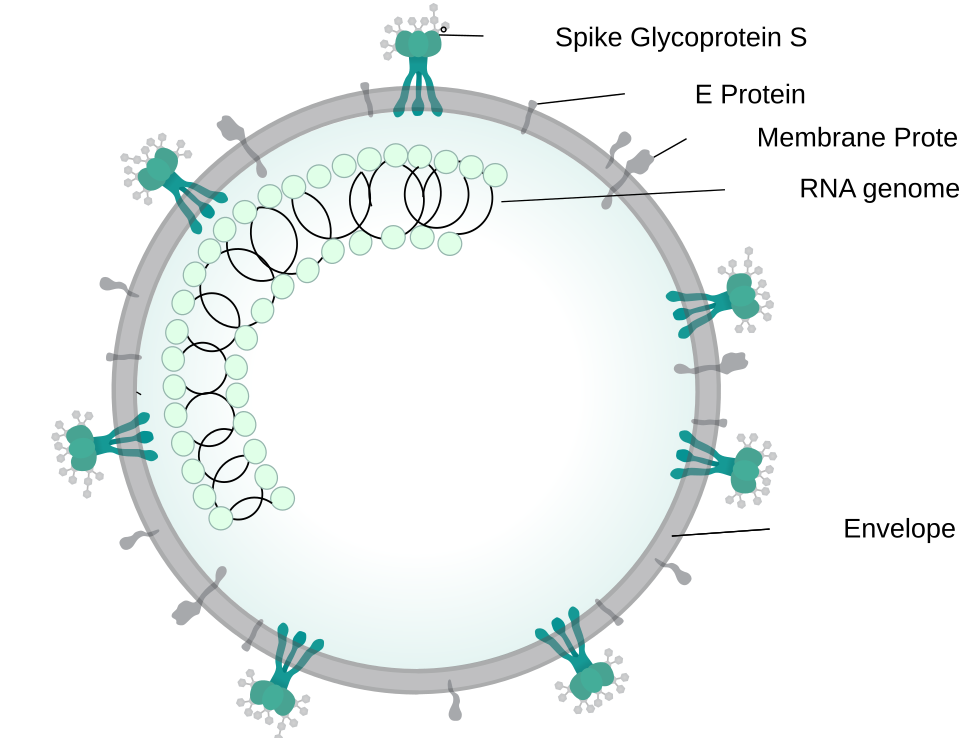 Spike Glycoprotein S
E Protein
Membrane Prote
RNA genome
Envelope